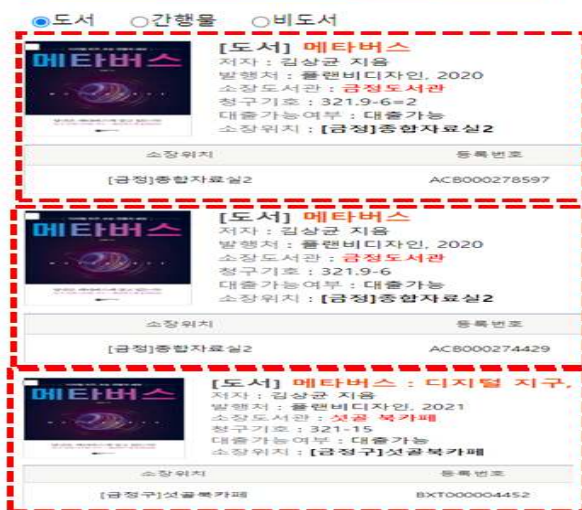 도서 간행물 비도서
메타버스
[도서] 메타버스
저자 : 김상균 지음
발행처 : 플랜비디자인, 2020
소장도서관 : 금정도서관
청구기호 : 321.9-6=2
대출가능여부 : 대출가능
소장위치 : [금정]종합자료실2
소장위치 등록번호
[금정]종합자료실2 ACB000278597
메타버스
[도서] 메타버스
저자 : 김상균 지음
발행처 : 플랜비디자인, 2020
소장도서관 : 금정도서관
청구기호 : 321.9-6
대출가능여부 : 대출가능
소장위치 : [금정]종합자료실2
소장위치 등록번호
[금정]종합자료실2 ACB000274429
메타버스
[도서] 메타버스 : 디지털 지구,
저자 : 김상균 지음
발행처 : 플랜비디자인, 2021
소장도서관 : 섯골 북카페
청구기호 : 321-15
대출가능여부 : 대출가능
소장위치 : [금정구]섯골북카페
소장위치 등록번호
[금정구]섯골북카페 BXT000004452